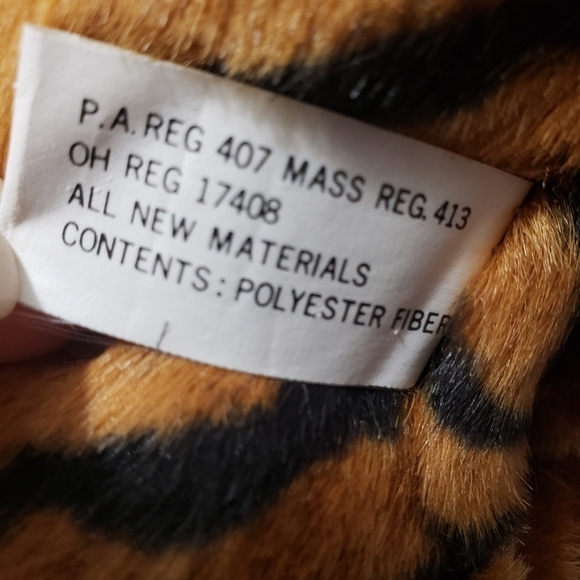 P.A. REG 407 MASS REG. 413
OH REG 17408
ALL NEW MATERIALS
CONTENTS : POLYESTER FIBER